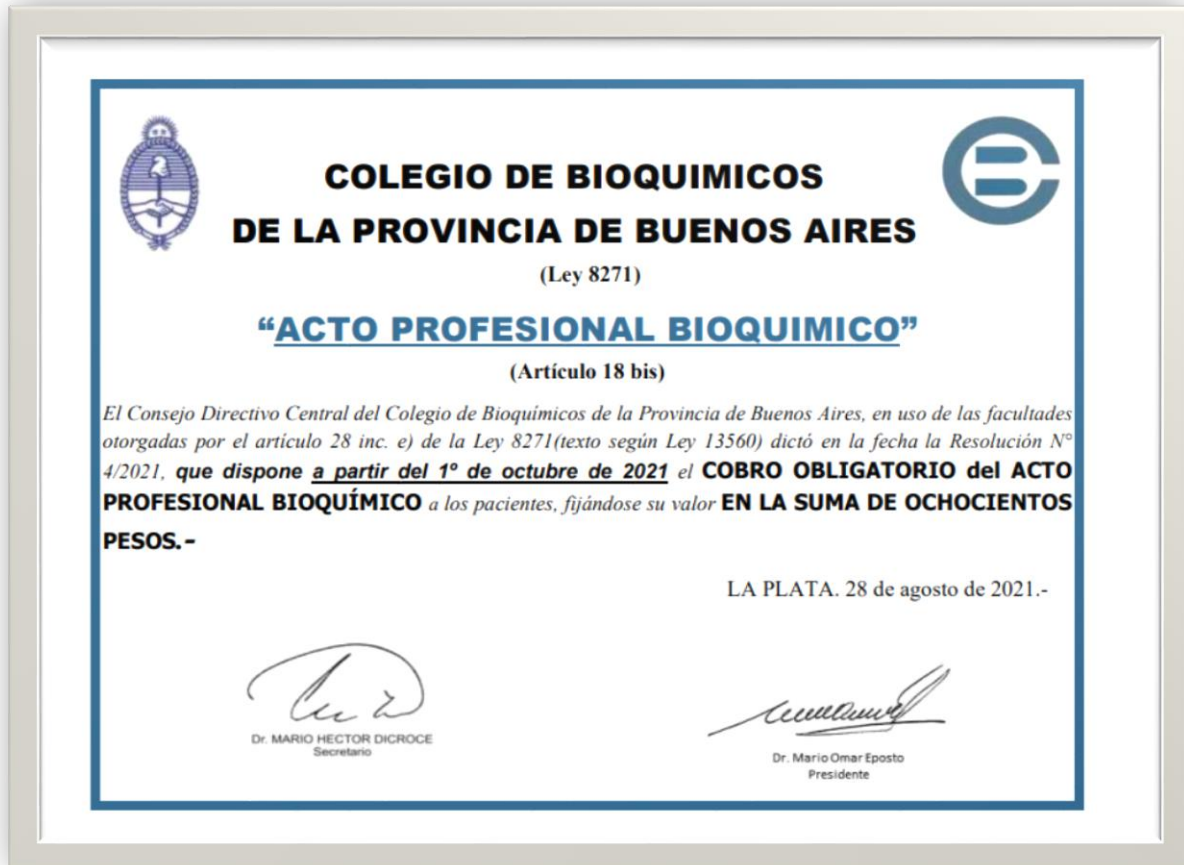 COLEGIO DE BIOQUIMICOS
DE LA PROVINCIA DE BUENOS AIRES
(Ley 8271)
“ACTO PROFESIONAL BIOQUIMICO”
(Artículo 18 bis)
El Consejo Directivo Central del Colegio de Bioquímicos de la Provincia de Buenos Aires, en uso de las facultades
otorgadas por el artículo 28 inc. e) de la Ley 8271(texto según Ley 13560) dictó en la fecha la Resolución N°
4/2021, que dispone a partir del 1º de octubre de 2021 el COBRO OBLIGATORIO del ACTO
PROFESIONAL BIOQUÍMICO a los pacientes, fijándose su valor EN LA SUMA DE OCHOCIENTOS
PESOS.-
LA PLATA. 28 de agosto de 2021.-
Dr. MARIO HECTOR DICROCE
Secretario
Dr. Mario Omar Eposto
Presidente